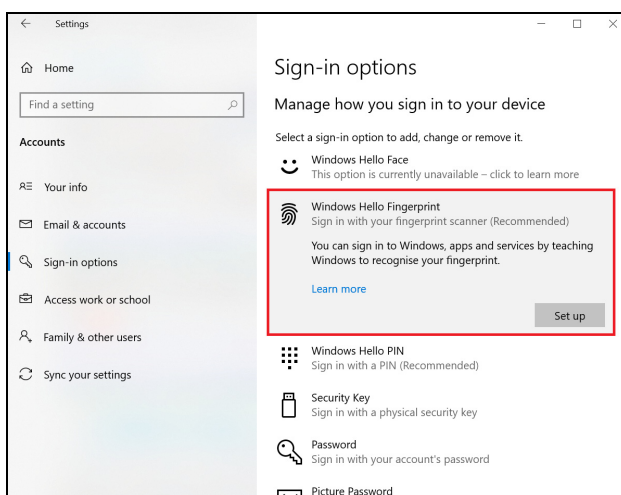 Settings
Home
Find a setting
Accounts
Your info
Email & accounts
Sign-in options
Access work or school
Family & other users
Sync your settings
Sign-in options
Manage how you sign in to your device
Select a sign-in option to add, change or remove it.
Windows Hello Face
This option is currently unavailable – click to learn more
Windows Hello Fingerprint
Sign in with your fingerprint scanner (Recommended)
You can sign in to Windows, apps and services by teaching
Windows to recognise your fingerprint.
Learn more
Set up
Windows Hello PIN
Sign in with a PIN (Recommended)
Security Key
Sign in with a physical security key
Password
Sign in with your account's password
Picture Password